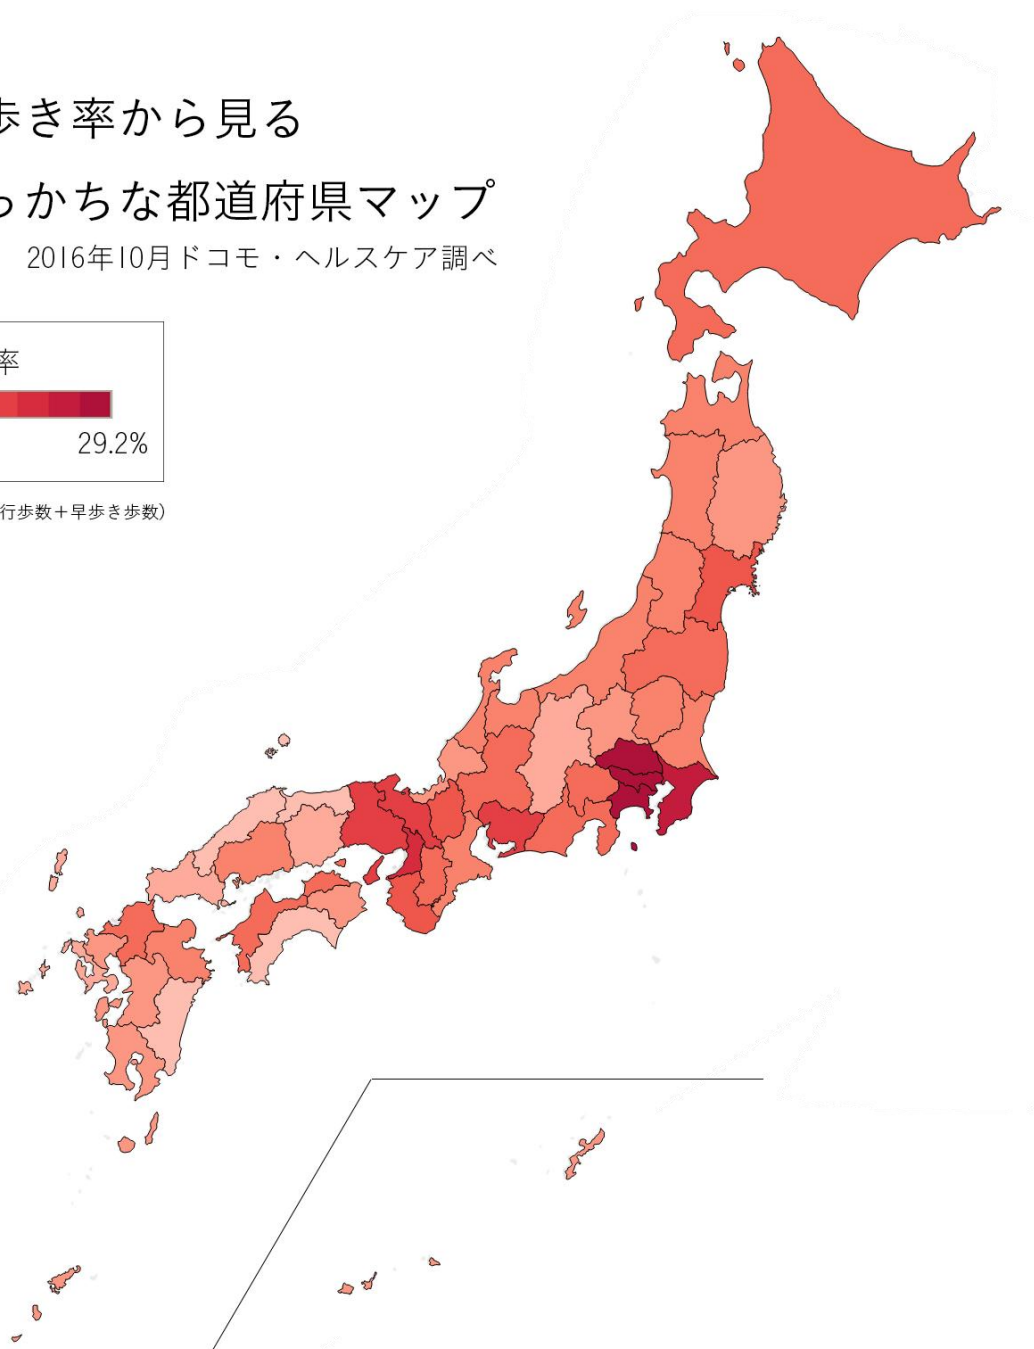 歩き率から見る
っかちな都道府県マップ
2016年10月ドコモ・ヘルスケア調べ
率
29.2%
行歩数＋早歩き歩数)